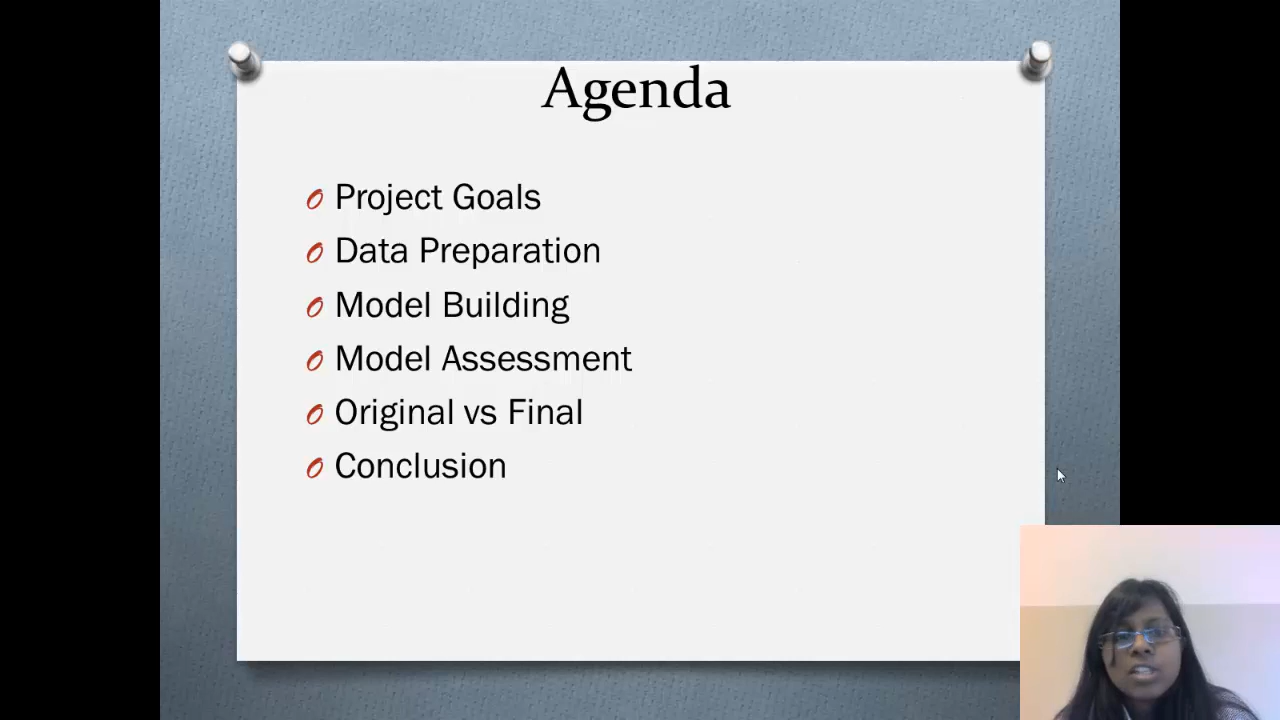 Agenda
Project Goals
Data Preparation
Model Building
Model Assessment
Original vs Final
Conclusion